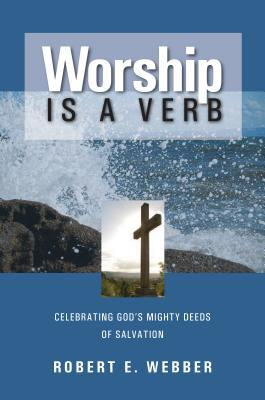 Worship
IS A VERB
CELEBRATING GOD'S MIGHTY DEEDS
OF SALVATION
ROBERT E. WEBBER